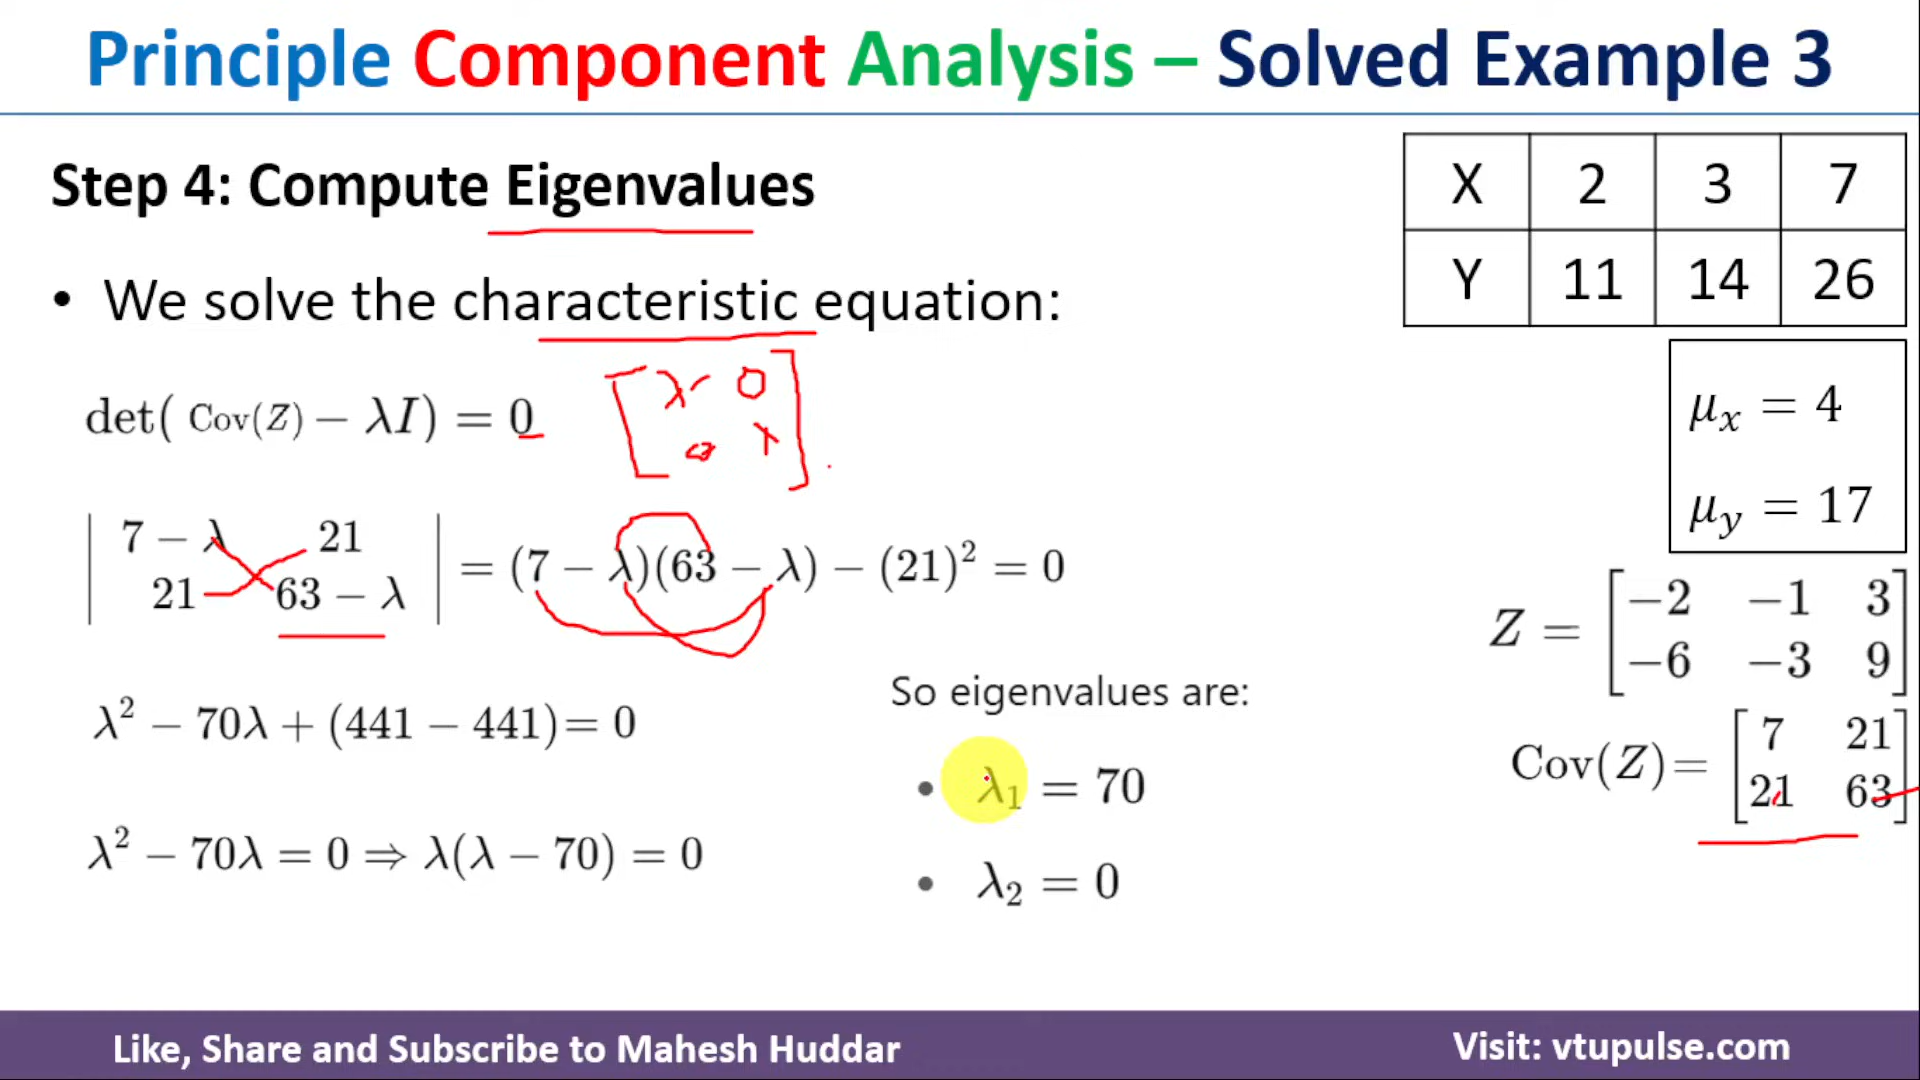 Principle Component Analysis – Solved Example 3
Step 4: Compute Eigenvalues
• We solve the characteristic equation:
det( Cov(Z) − λI) = 0
[λ 0
0 λ]
| 7 − λ 21
21 63 − λ | = (7 − λ)(63 − λ) − (21)² = 0
λ² − 70λ + (441 − 441) = 0
λ² − 70λ = 0 ⇒ λ(λ − 70) = 0
So eigenvalues are:
• λ₁ = 70
• λ₂ = 0
X 2 3 7
Y 11 14 26
μₓ = 4
μᵧ = 17
Z = [−2 −1 3
−6 −3 9]
Cov(Z) = [7 21
21 63]
Like, Share and Subscribe to Mahesh Huddar
Visit: vtupulse.com